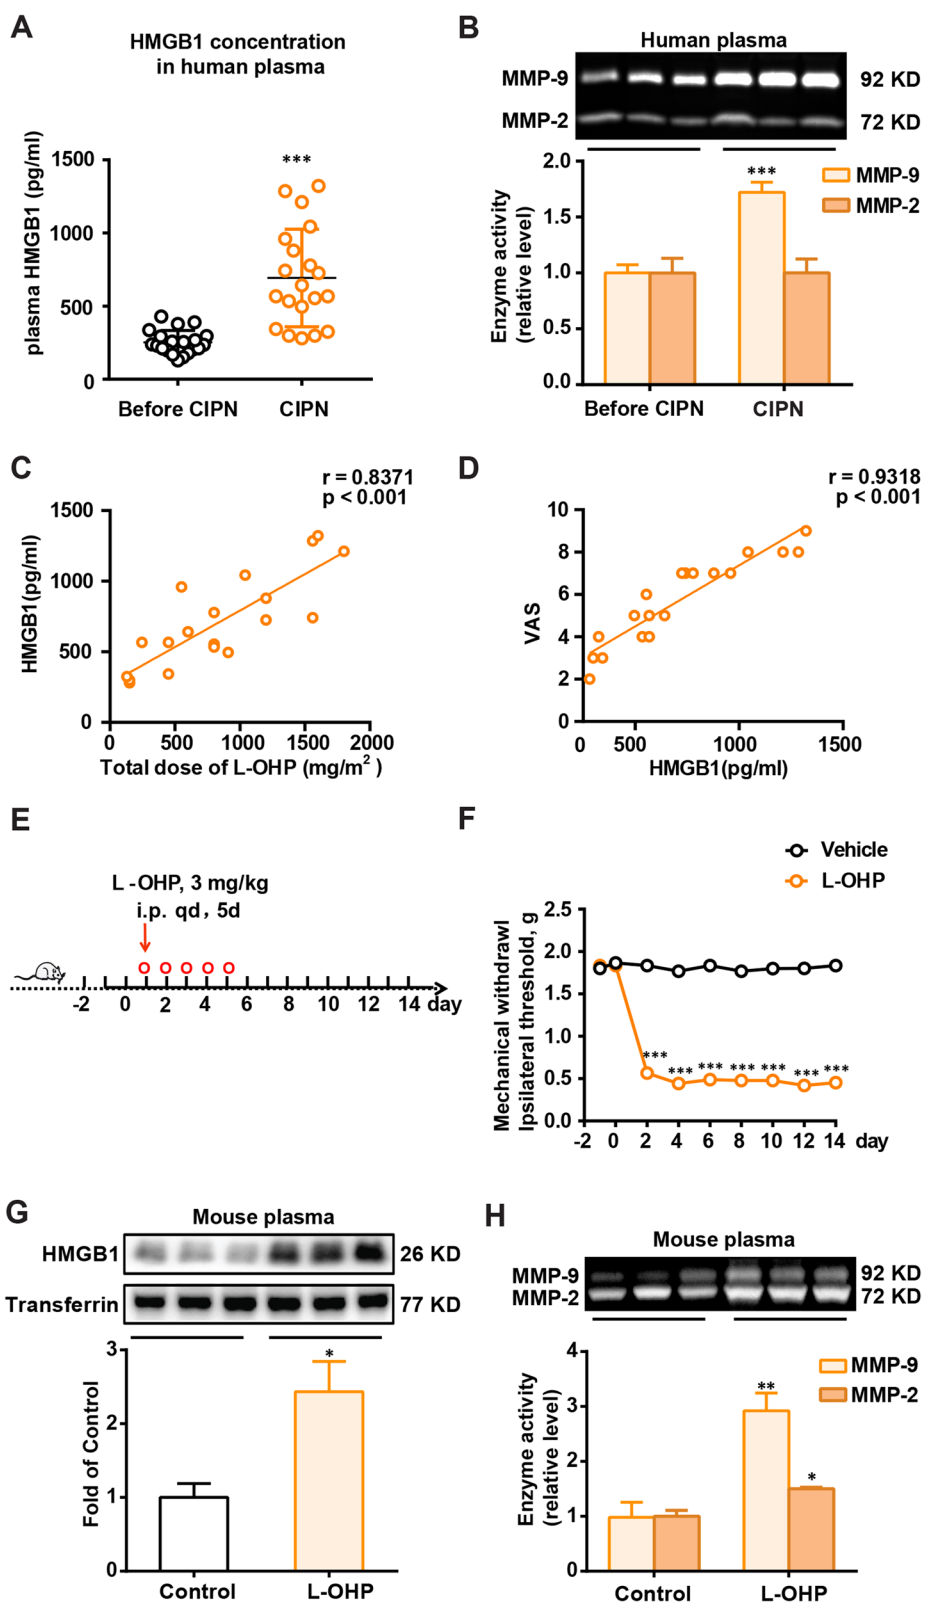 A
HMGB1 concentration
in human plasma
plasma HMGB1 (pg/ml)
1500
1000
500
0
***
Before CIPN
CIPN
B
Human plasma
MMP-9
92 KD
MMP-2
72 KD
Enzyme activity
(relative level)
2.0
1.5
1.0
0.5
0.0
***
MMP-9
MMP-2
Before CIPN
CIPN
C
r = 0.8371
p < 0.001
HMGB1(pg/ml)
1500
1000
500
0
0 500 1000 1500 2000
Total dose of L-OHP (mg/m2 )
D
r = 0.9318
p < 0.001
VAS
10
8
6
4
2
0
0 500 1000 1500
HMGB1(pg/ml)
E
L -OHP, 3 mg/kg
i.p. qd , 5d
-2 0 2 4 6 8 10 12 14 day
F
Vehicle
L-OHP
Mechanical withdrawl
Ipsilateral threshold, g
2.5
2.0
1.5
1.0
0.5
0.0
*** *** *** *** *** *** ***
-2 0 2 4 6 8 10 12 14 day
G
Mouse plasma
HMGB1
26 KD
Transferrin
77 KD
Fold of Control
3
2
1
0
*
Control
L-OHP
H
Mouse plasma
MMP-9
92 KD
MMP-2
72 KD
Enzyme activity
(relative level)
4
3
2
1
0
**
*
MMP-9
MMP-2
Control
L-OHP